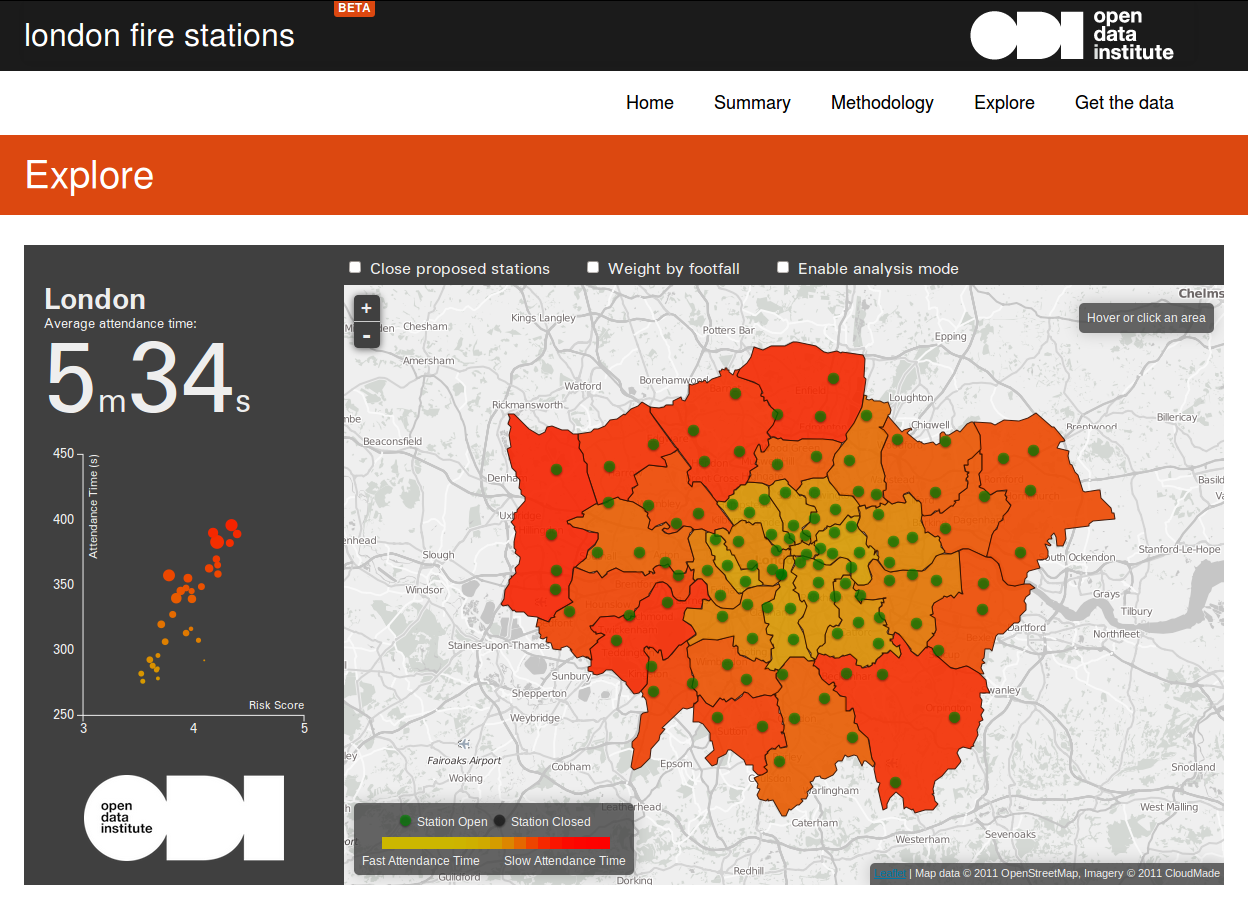 BETA
london fire stations
open
data
institute
Home Summary Methodology Explore Get the data
Explore
Close proposed stations Weight by footfall Enable analysis mode
London
Average attendance time:
5m34s
450
400
350
300
250
Attendance Time (s)
Risk Score
3 4 5
open
data
institute
+
-
Hover or click an area
Chelms
Kings Langley
Chesham
Potters Bar
Epping
Amersham
Watford
Borehamwood
Loughton
Rickmansworth
Chigwell
Billericay
Brentwood
Beaconsfield
Denha
Basild
Slough
outh Ockendon
Stanford-Le-Hope
Windsor
Grays
Tilbury
Dartford
Northfleet
Staines-upon-Thames
Sunbury
Shepperton
wanley
Weybridge
Orpington
Fairoaks Airport
Cobham
Epsom
Woking
Snodland
Leatherhead
arlingham
West Malling
Caterham
Sevenoaks
Westerham
Redhill
Guildford
Dorking
Station Open Station Closed
Fast Attendance Time Slow Attendance Time
Leaflet | Map data © 2011 OpenStreetMap, Imagery © 2011 CloudMade